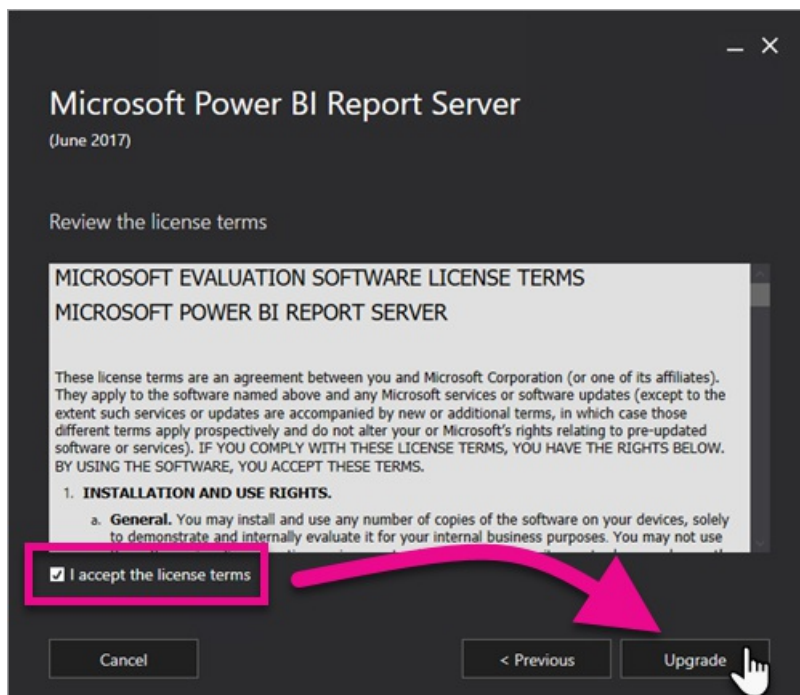 Microsoft Power BI Report Server
(June 2017)
Review the license terms
MICROSOFT EVALUATION SOFTWARE LICENSE TERMS
MICROSOFT POWER BI REPORT SERVER
These license terms are an agreement between you and Microsoft Corporation (or one of its affiliates).
They apply to the software named above and any Microsoft services or software updates (except to the
extent such services or updates are accompanied by new or additional terms, in which case those
different terms apply prospectively and do not alter your or Microsoft's rights relating to pre-updated
software or services). IF YOU COMPLY WITH THESE LICENSE TERMS, YOU HAVE THE RIGHTS BELOW.
BY USING THE SOFTWARE, YOU ACCEPT THESE TERMS.
1. INSTALLATION AND USE RIGHTS.
a. General. You may install and use any number of copies of the software on your devices, solely
to demonstrate and internally evaluate it for your internal business purposes. You may not use
I accept the license terms
Cancel
< Previous
Upgrade